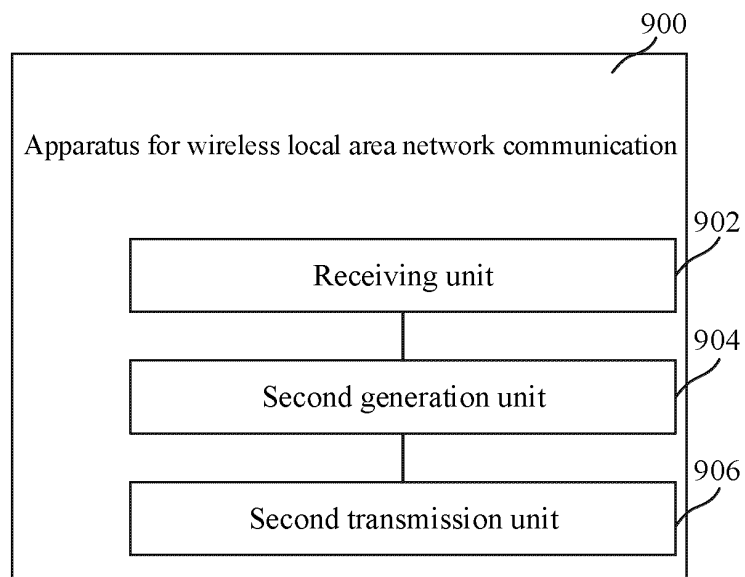 900
Apparatus for wireless local area network communication
902
Receiving unit
904
Second generation unit
906
Second transmission unit